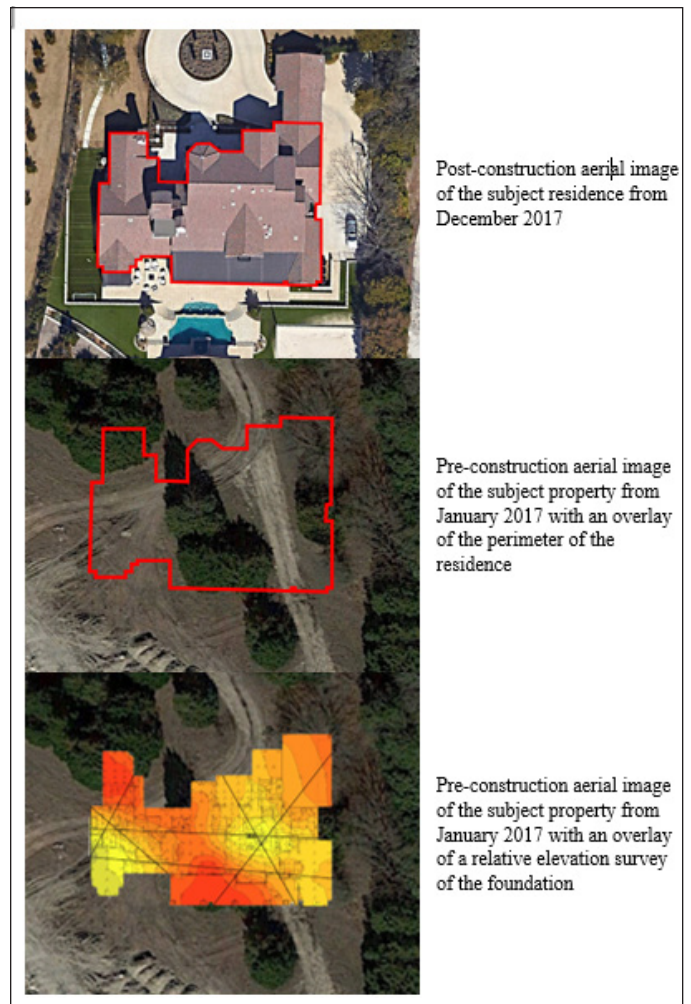 Post-construction aerial image
of the subject residence from
December 2017
Pre-construction aerial image
of the subject property from
January 2017 with an overlay
of the perimeter of the
residence
Pre-construction aerial image
of the subject property from
January 2017 with an overlay
of a relative elevation survey
of the foundation